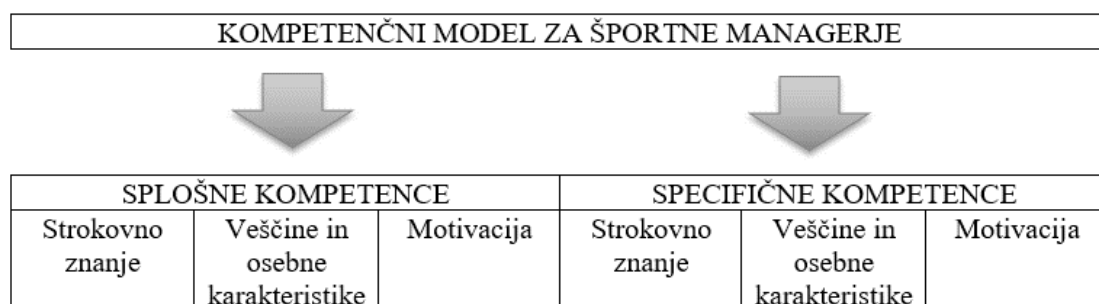 KOMPETENČNI MODEL ZA ŠPORTNE MANAGERJE
SPLOŠNE KOMPETENCE
SPECIFIČNE KOMPETENCE
Strokovno
znanje
Veščine in
osebne
karakteristike
Motivacija
Strokovno
znanje
Veščine in
osebne
karakteristike
Motivacija